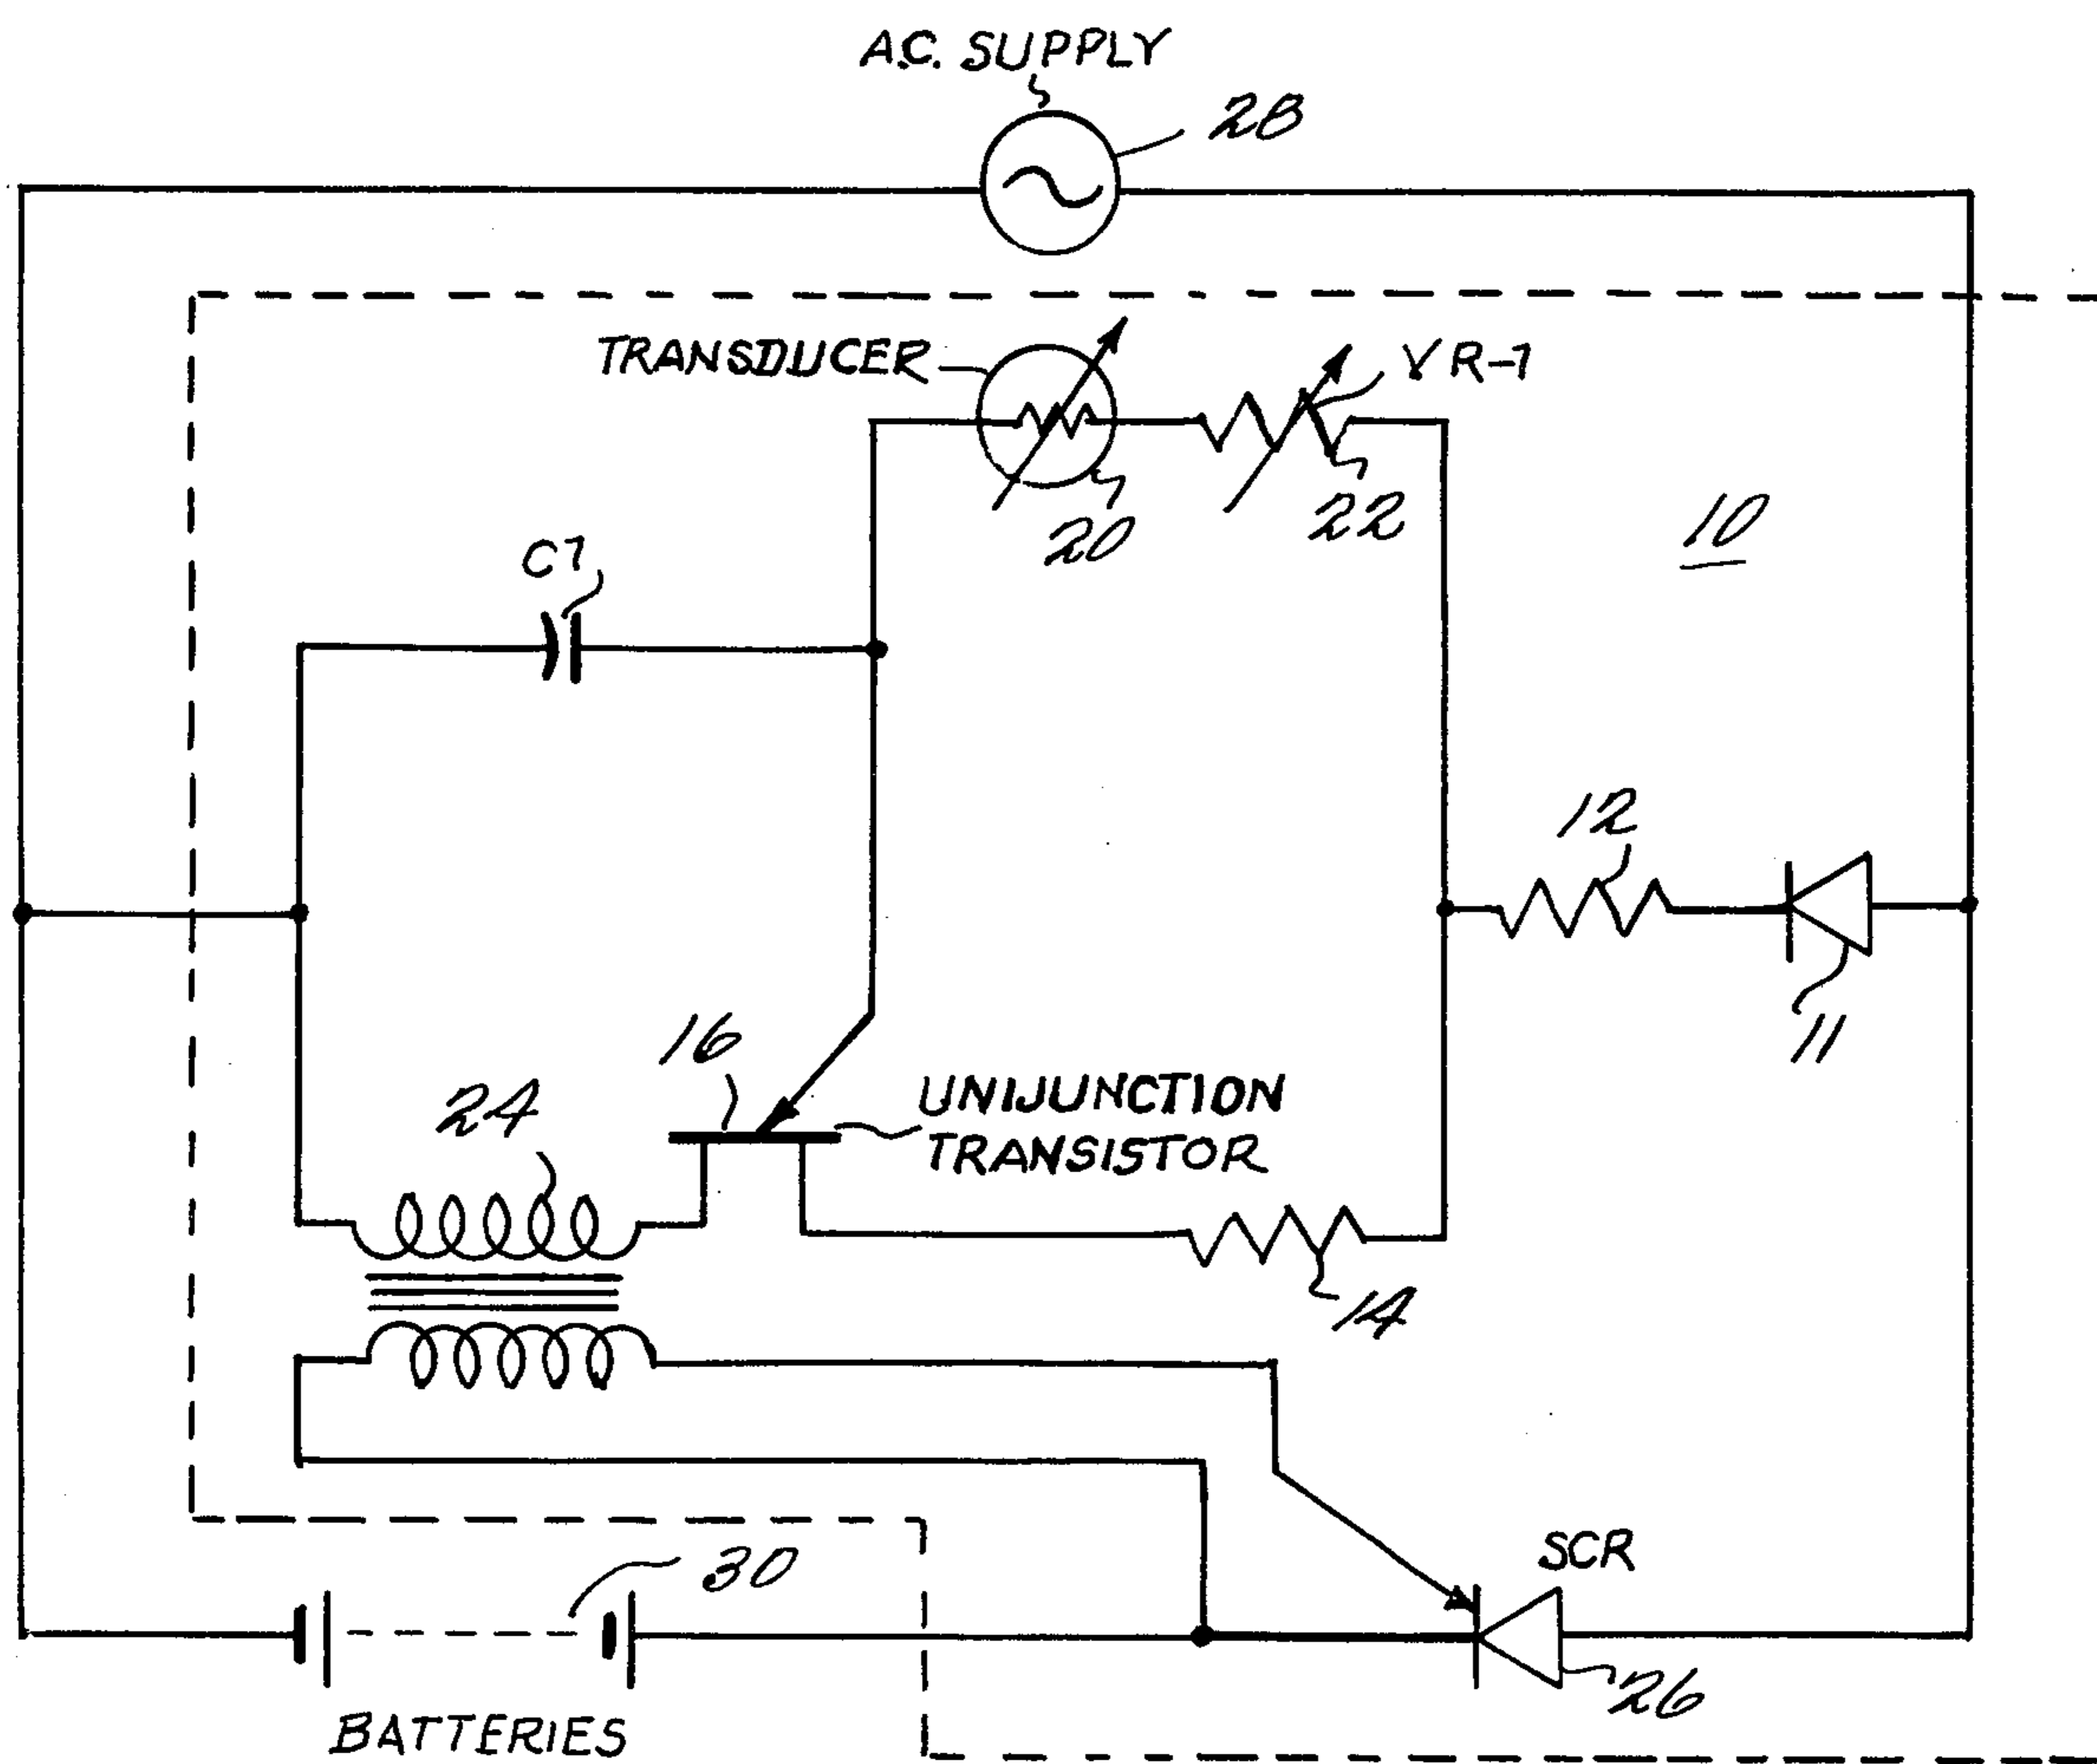 A.C. SUPPLY
28
TRANSDUCER
VR-1
20
22
10
C1
12
11
16
24
UNIJUNCTION
TRANSISTOR
14
SCR
30
26
BATTERIES